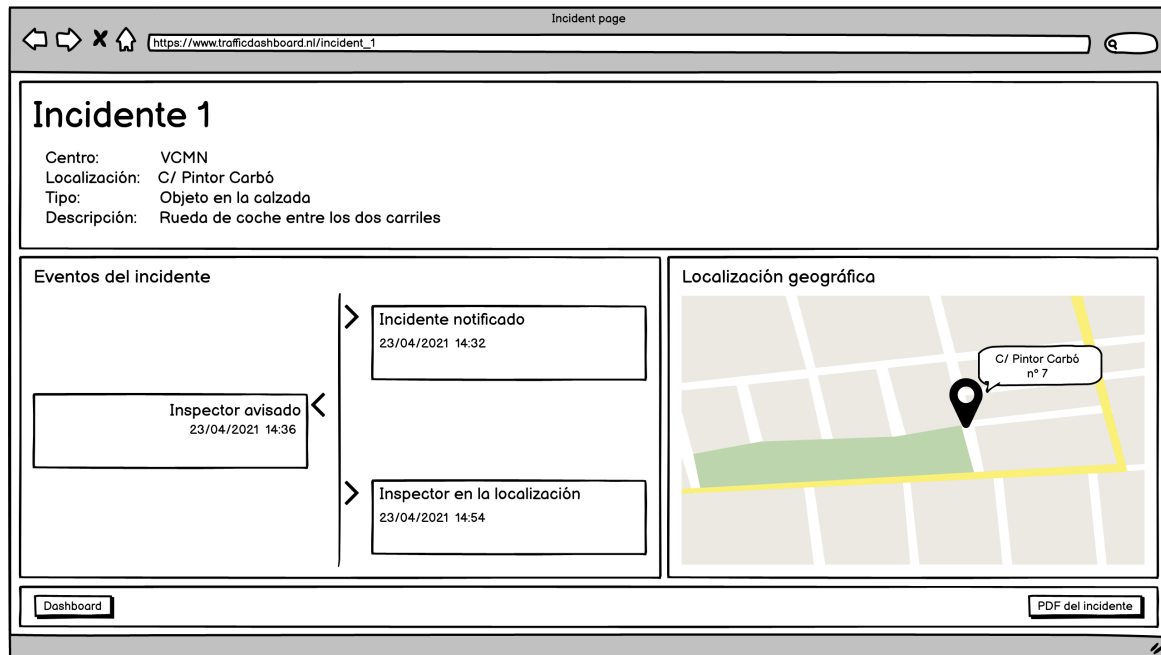 Incident page
https://www.trafficdashboard.nl/incident_1
Incidente 1
Centro: VCMN
Localización: C/ Pintor Carbó
Tipo: Objeto en la calzada
Descripción: Rueda de coche entre los dos carriles
Eventos del incidente
Incidente notificado
23/04/2021 14:32
Inspector avisado
23/04/2021 14:36
Inspector en la localización
23/04/2021 14:54
Localización geográfica
C/ Pintor Carbó
nº 7
Dashboard
PDF del incidente